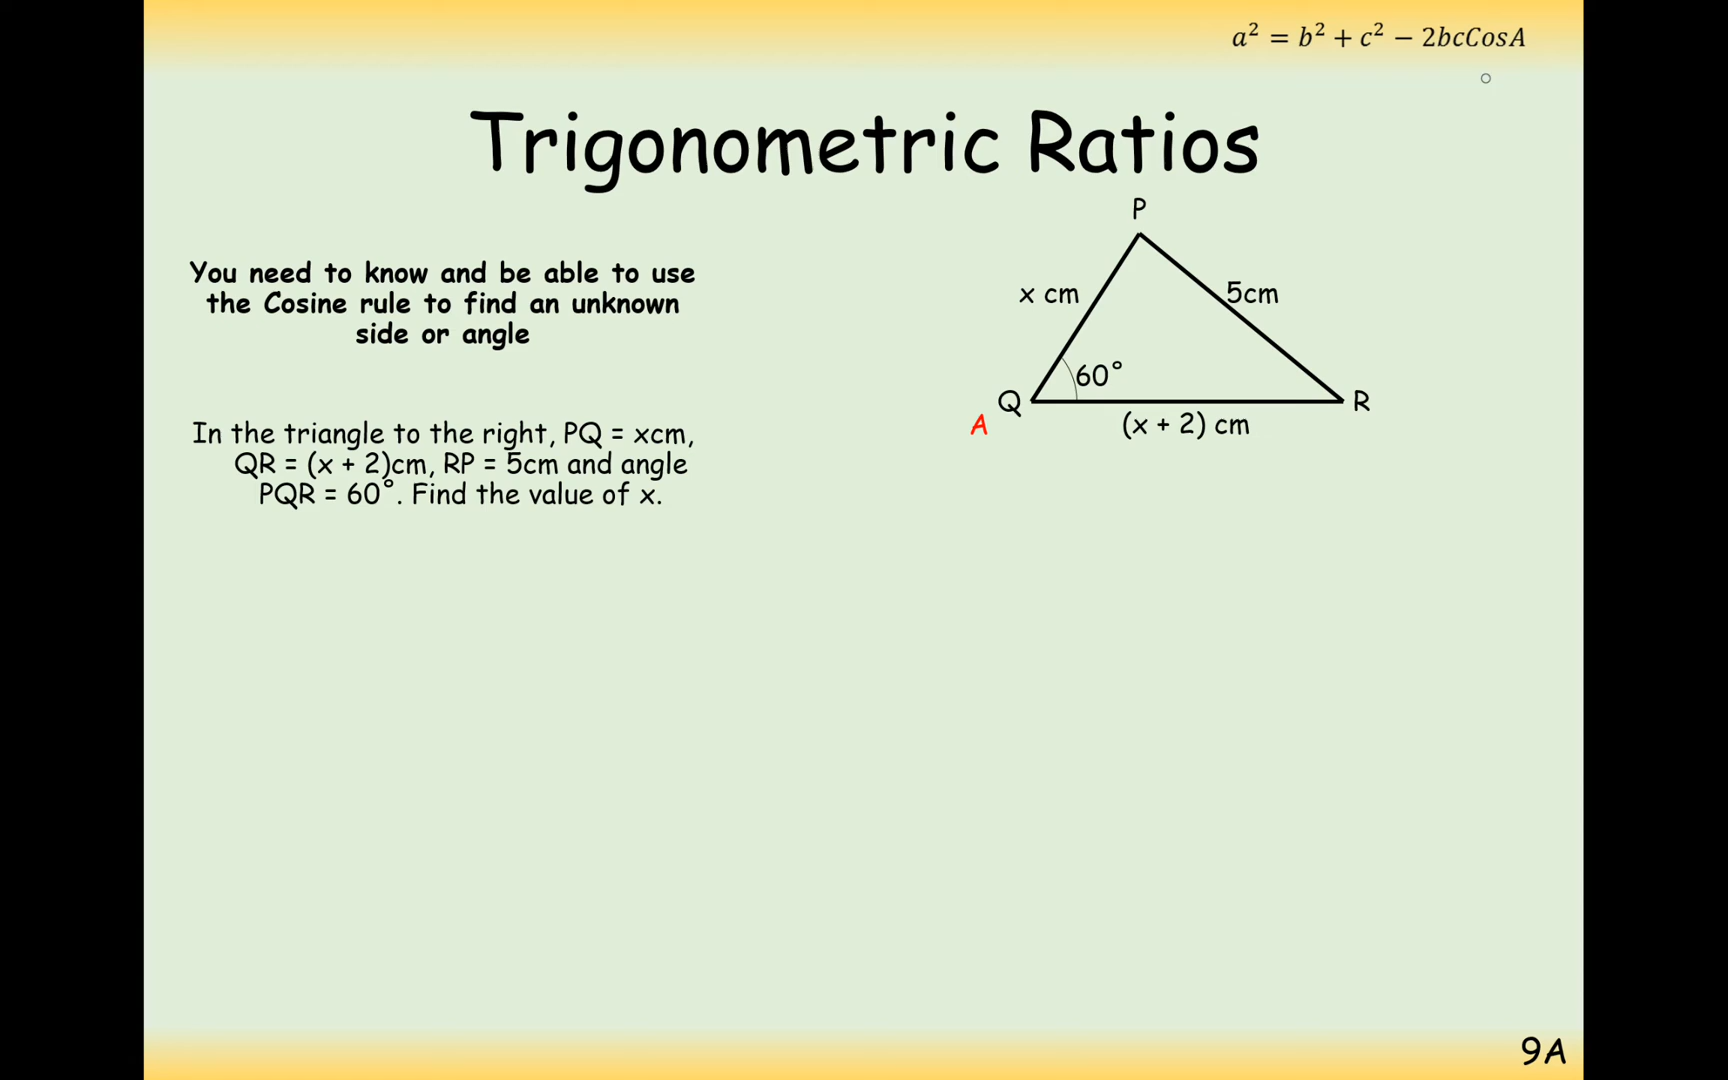 a² = b² + c² − 2bcCosA
Trigonometric Ratios
You need to know and be able to use
the Cosine rule to find an unknown
side or angle
In the triangle to the right, PQ = xcm,
QR = (x + 2)cm, RP = 5cm and angle
PQR = 60°. Find the value of x.
P
x cm
5cm
60°
Q
R
A
(x + 2) cm
9A